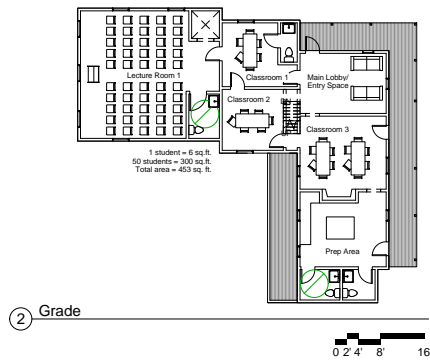 Lecture Room 1
Classroom 1
Main Lobby/
Entry Space
Classroom 2
DN
Classroom 3
1 student = 6 sq.ft.
50 students = 300 sq.ft.
Total area = 453 sq. ft.
Prep Area
2 Grade
0 2' 4' 8' 16